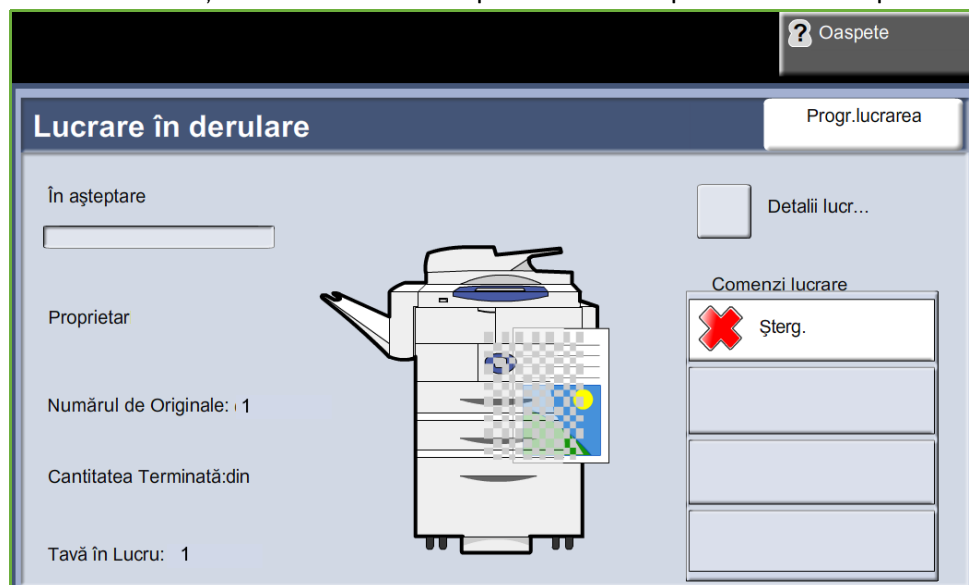 Oaspete
Lucrare în derulare
Progr.lucrarea
În aşteptare
Detalii lucr...
Comenzi lucrare
Şterg.
Proprietar
Numărul de Originale: 1
Cantitatea Terminată:din
Tavă în Lucru: 1